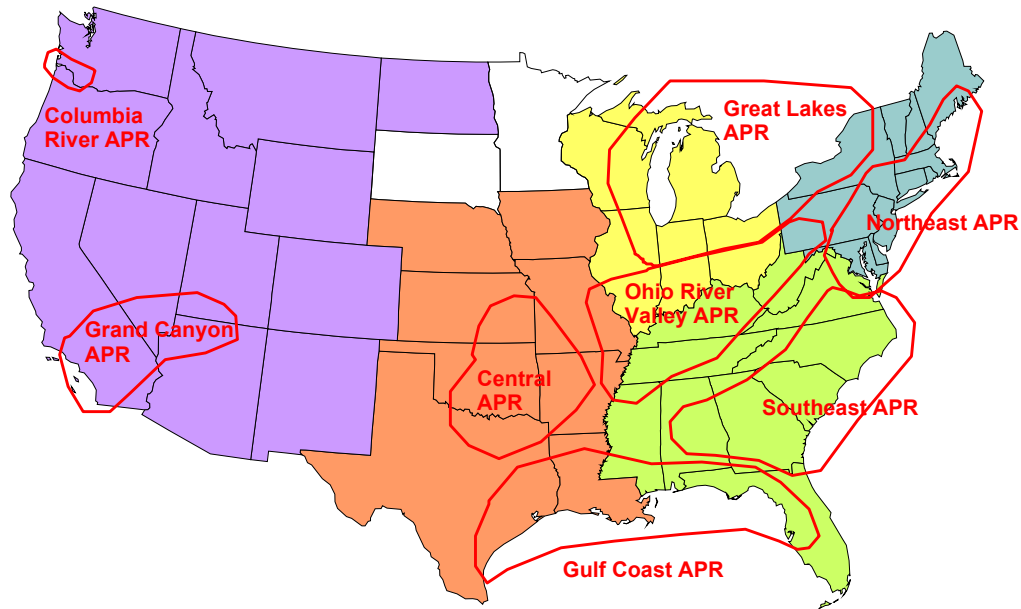 Columbia
River APR
Great Lakes
APR
Northeast APR
Ohio River
Valley APR
Grand Canyon
APR
Central
APR
Southeast APR
Gulf Coast APR